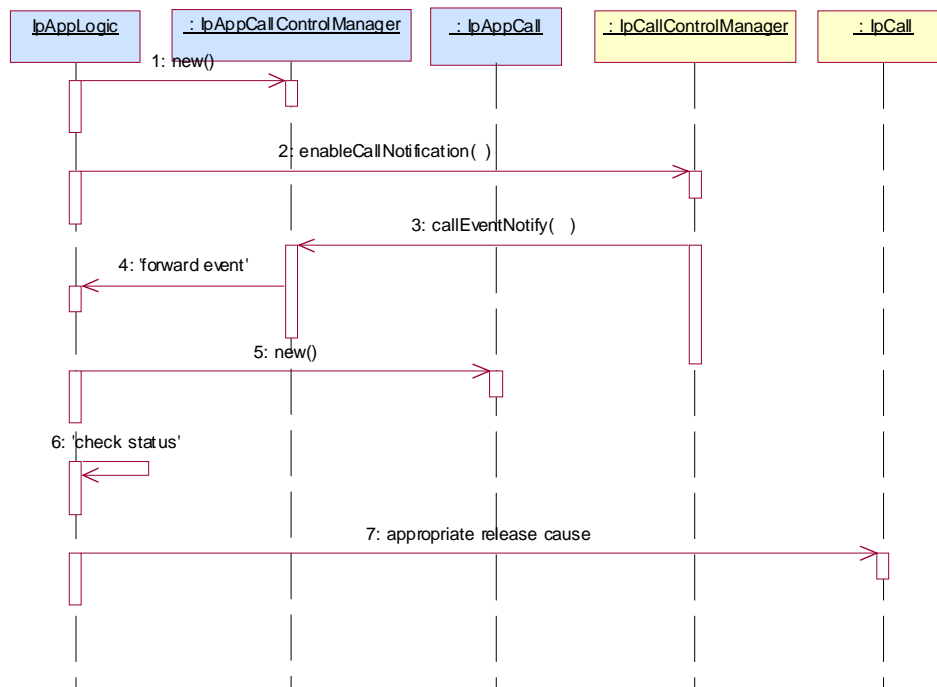 IpAppLogic
: IpAppCallControlManager
: IpAppCall
: IpCallControlManager
: IpCall
1: new()
2: enableCallNotification( )
3: callEventNotify( )
4: 'forward event'
5: new()
6: 'check status'
7: appropriate release cause